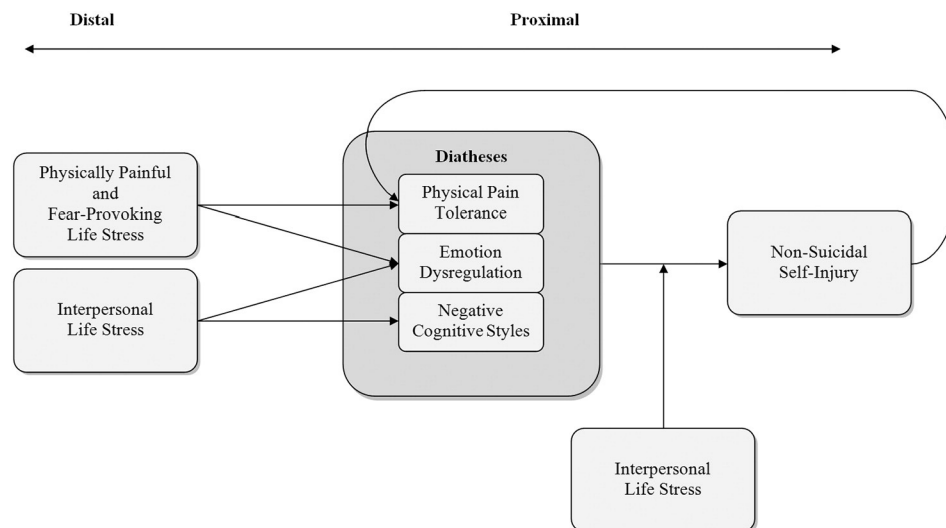 Distal
Proximal
Physically Painful
and
Fear-Provoking
Life Stress
Interpersonal
Life Stress
Diatheses
Physical Pain
Tolerance
Emotion
Dysregulation
Negative
Cognitive Styles
Non-Suicidal
Self-Injury
Interpersonal
Life Stress